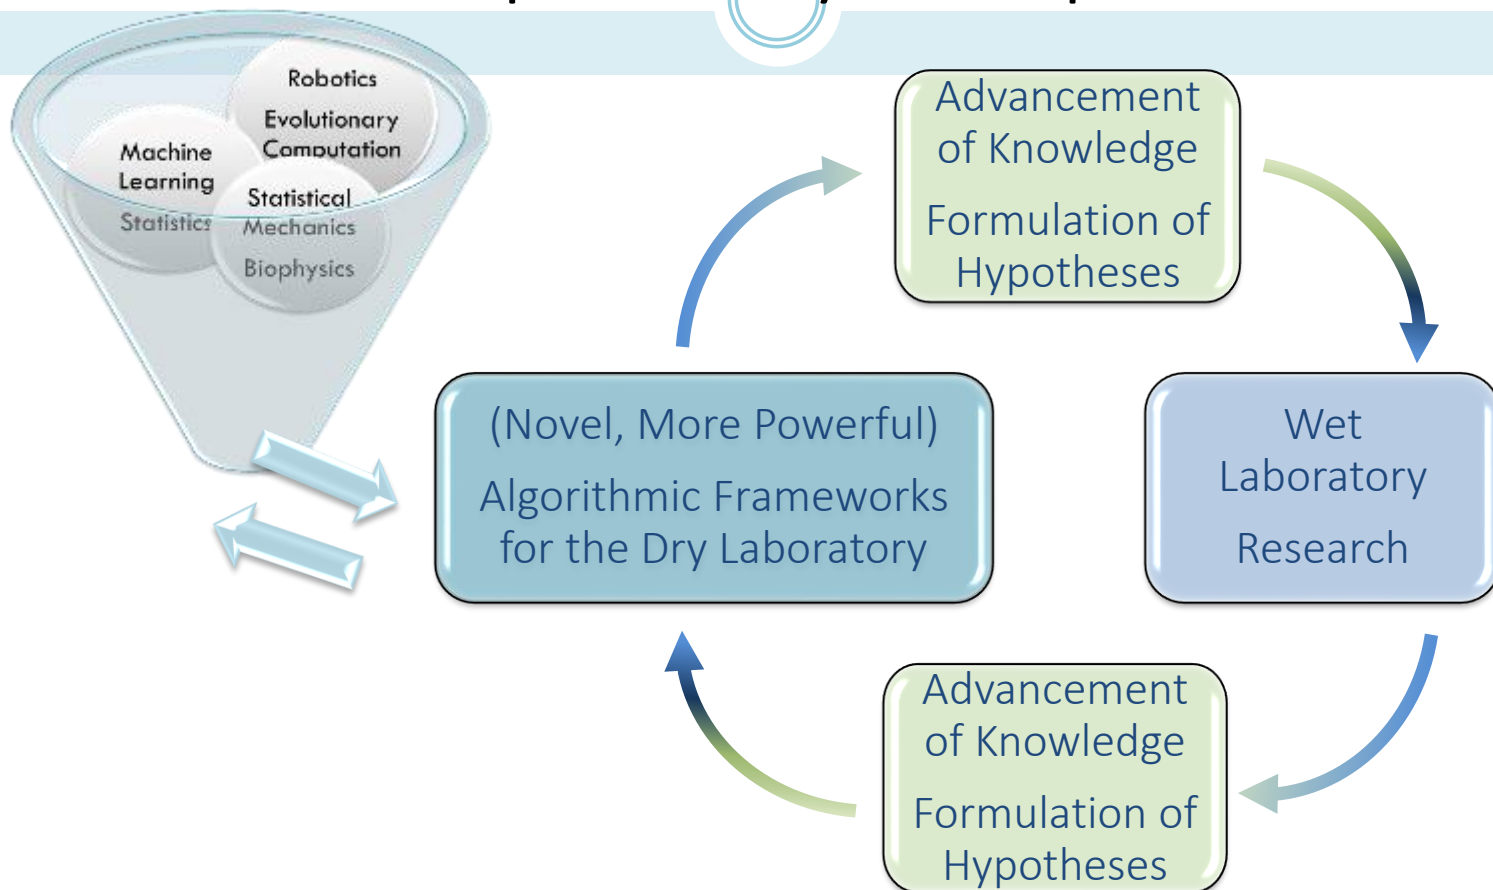 Robotics
Evolutionary
Computation
Machine
Learning
Statistics
Statistical
Mechanics
Biophysics
Advancement
of Knowledge
Formulation of
Hypotheses
(Novel, More Powerful)
Algorithmic Frameworks
for the Dry Laboratory
Wet
Laboratory
Research
Advancement
of Knowledge
Formulation of
Hypotheses